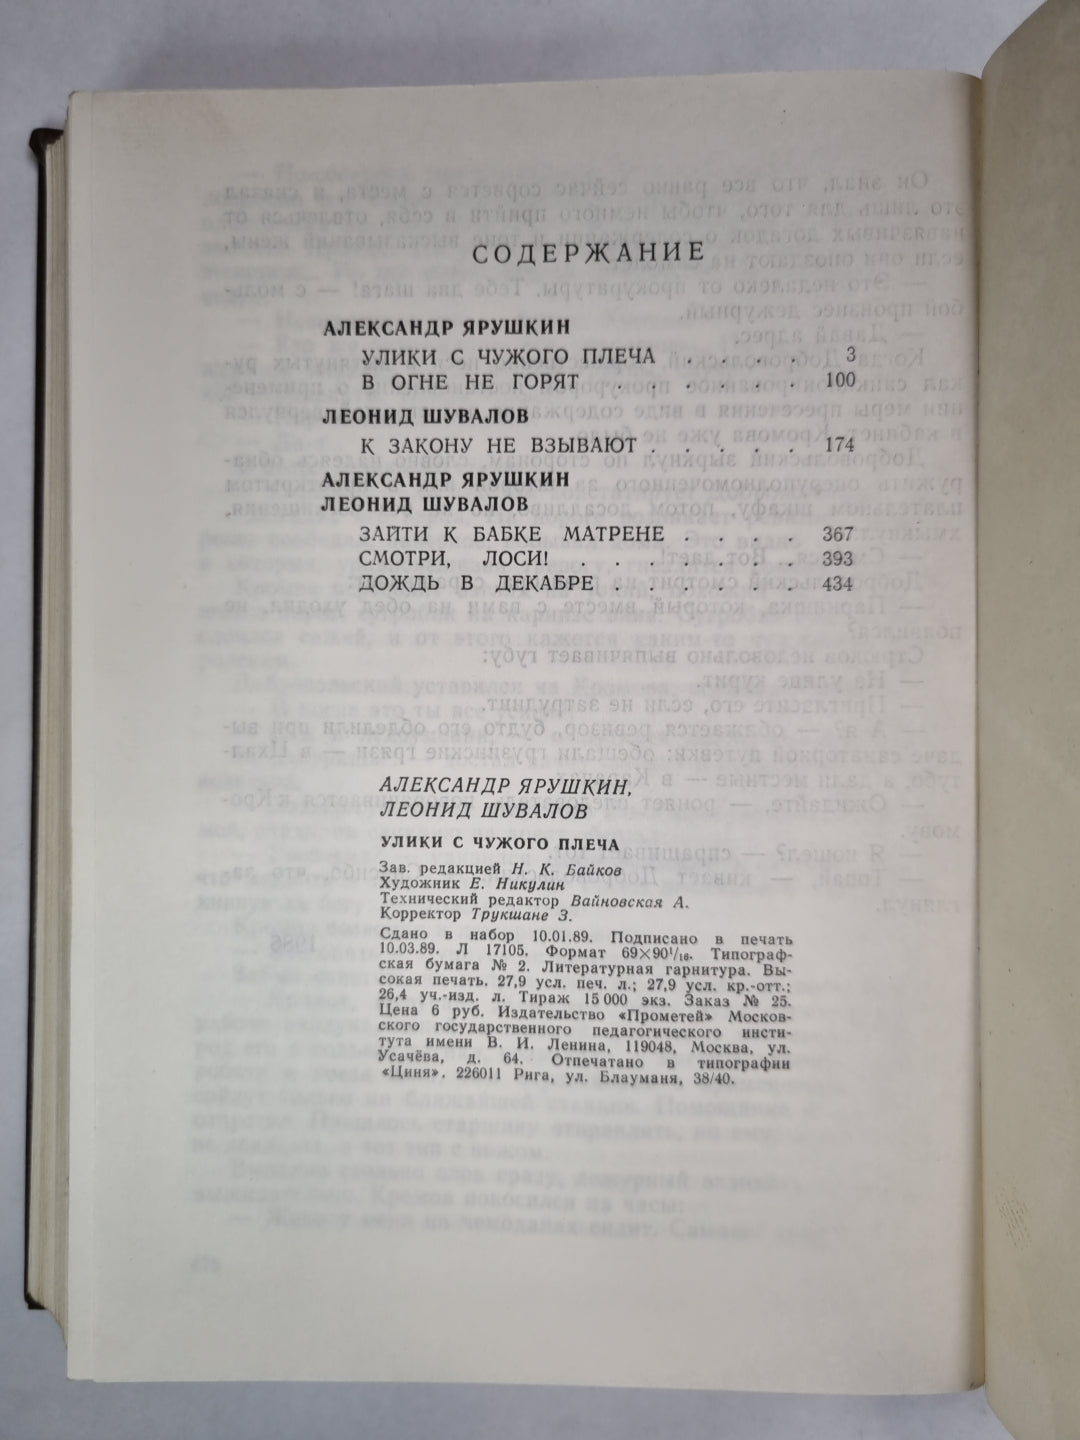 СОДЕРЖАНИЕ
АЛЕКСАНДР ЯРУШКИН
УЛИКИ С ЧУЖОГО ПЛЕЧА . . . . 3
В ОГНЕ НЕ ГОРЯТ . . . . . . 100
ЛЕОНИД ШУВАЛОВ
К ЗАКОНУ НЕ ВЗЫВАЮТ . . . . . 174
АЛЕКСАНДР ЯРУШКИН
ЛЕОНИД ШУВАЛОВ
ЗАЙТИ К БАБКЕ МАТРЕНЕ . . . . 367
СМОТРИ, ЛОСИ! . . . . . . . 393
ДОЖДЬ В ДЕКАБРЕ . . . . . . 434
АЛЕКСАНДР ЯРУШКИН,
ЛЕОНИД ШУВАЛОВ
УЛИКИ С ЧУЖОГО ПЛЕЧА
Зав. редакцией Н. К. Байков
Художник Е. Никулин
Технический редактор Вайновская А.
Корректор Трукшане З.
Сдано в набор 10.01.89. Подписано в печать
10.03.89. Л 17105. Формат 69×90¹/₁₆. Типограф-
ская бумага № 2. Литературная гарнитура. Вы-
сокая печать. 27,9 усл. печ. л.; 27,9 усл. кр.-отт.;
26,4 уч.-изд. л. Тираж 15 000 экз. Заказ № 25.
Цена 6 руб. Издательство «Прометей» Москов-
ского государственного педагогического инсти-
тута имени В. И. Ленина, 119048, Москва, ул.
Усачёва, д. 64. Отпечатано в типографии
«Циня». 226011 Рига, ул. Блауманя, 38/40.